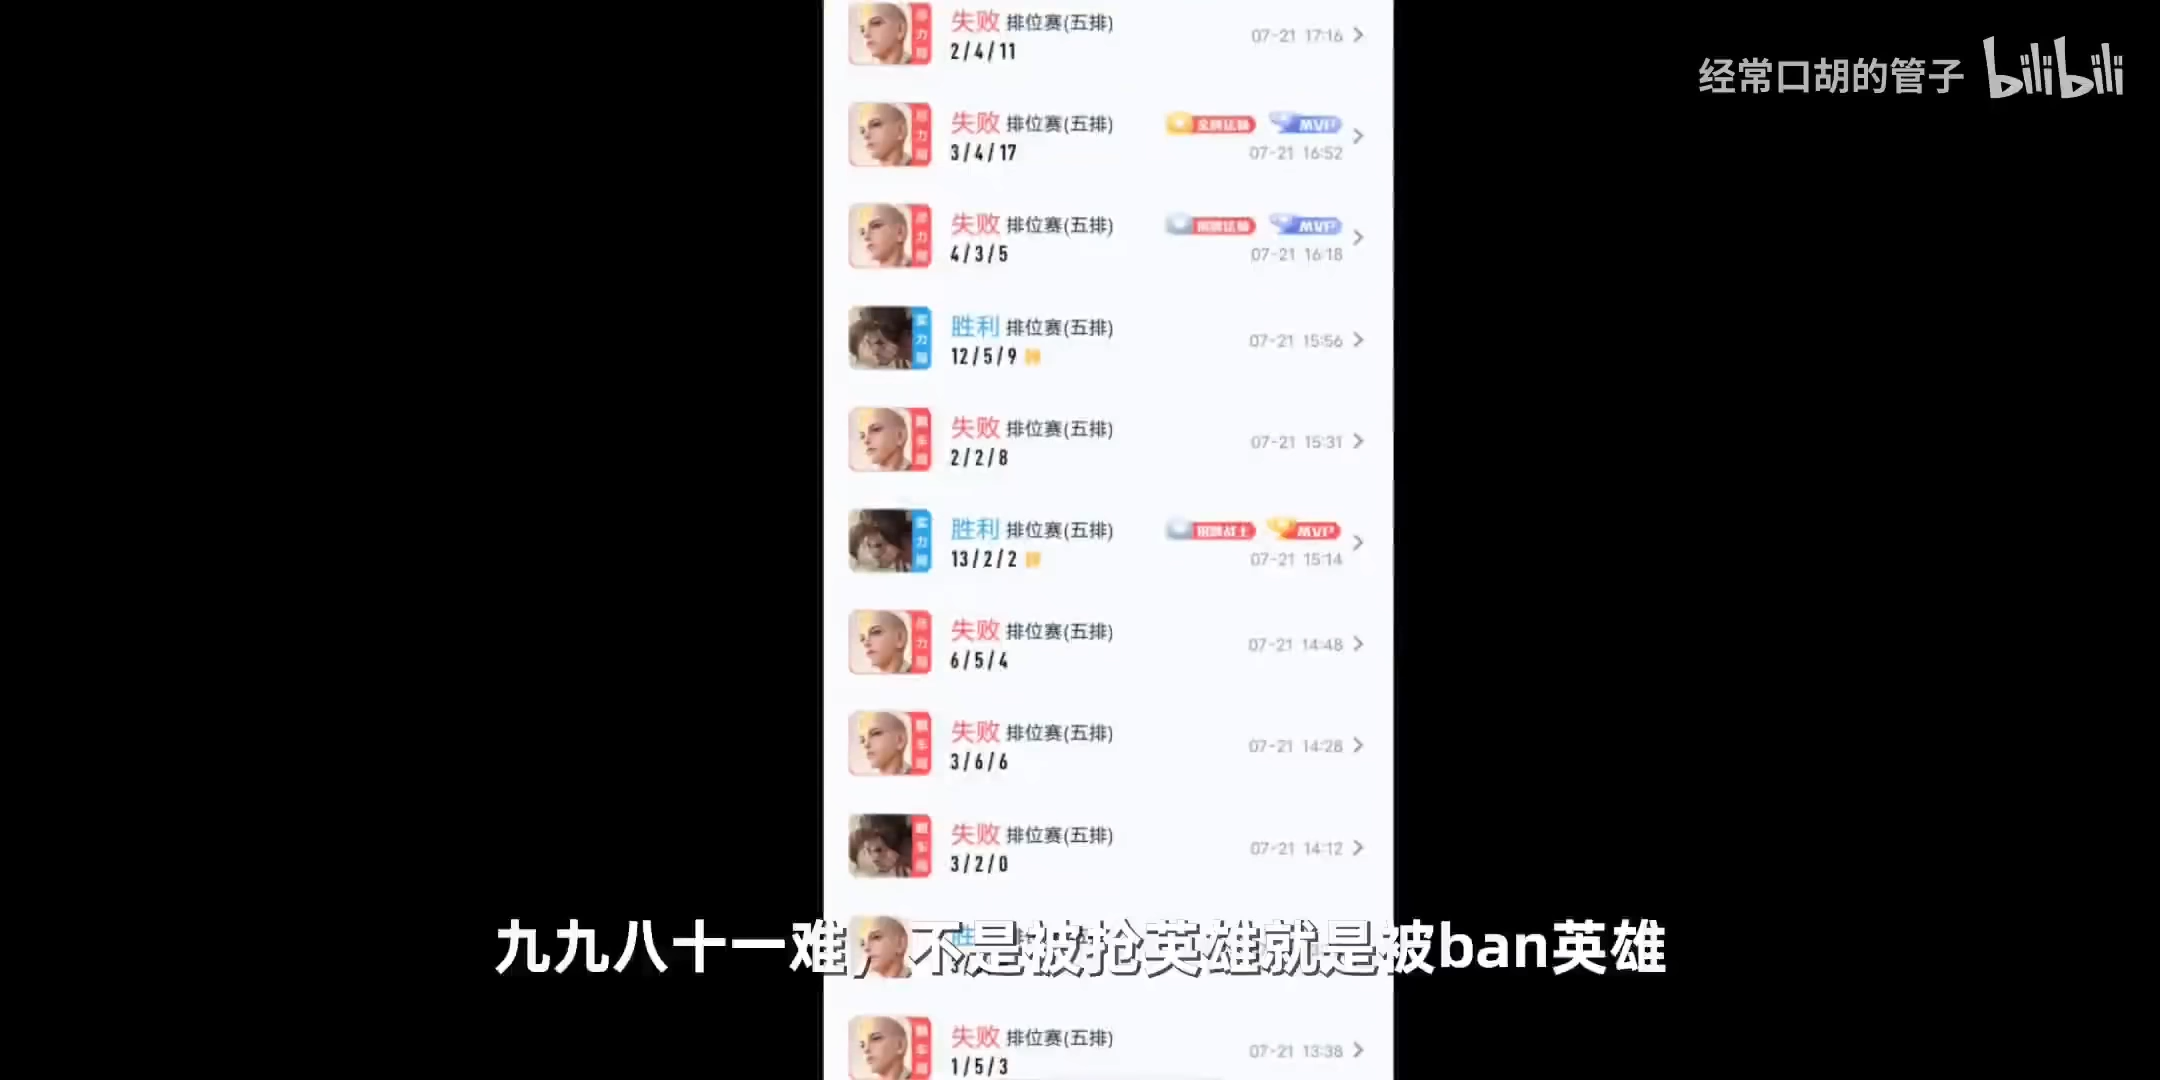 失败 排位赛(五排)
2/4/11
07-21 17:16
经常口胡的管子 bilibili
失败 排位赛(五排)
3/4/17
MVP
07-21 16:52
失败 排位赛(五排)
4/3/5
MVP
07-21 16:18
胜利 排位赛(五排)
12/5/9
07-21 15:56
失败 排位赛(五排)
2/2/8
07-21 15:31
胜利 排位赛(五排)
13/2/2
MVP
07-21 15:14
失败 排位赛(五排)
6/5/4
07-21 14:48
失败 排位赛(五排)
3/6/6
07-21 14:28
失败 排位赛(五排)
3/2/0
07-21 14:12
九九八十一难，不是被抢英雄就是被ban英雄
失败 排位赛(五排)
1/5/3
07-21 13:38